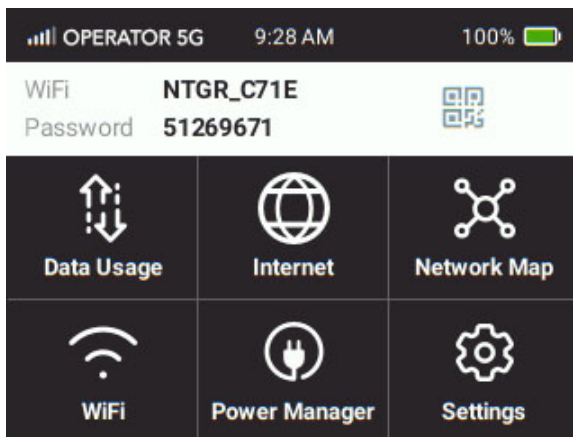 OPERATOR 5G 9:28 AM 100%
WiFi NTGR_C71E
Password 51269671
Data Usage Internet Network Map
WiFi Power Manager Settings